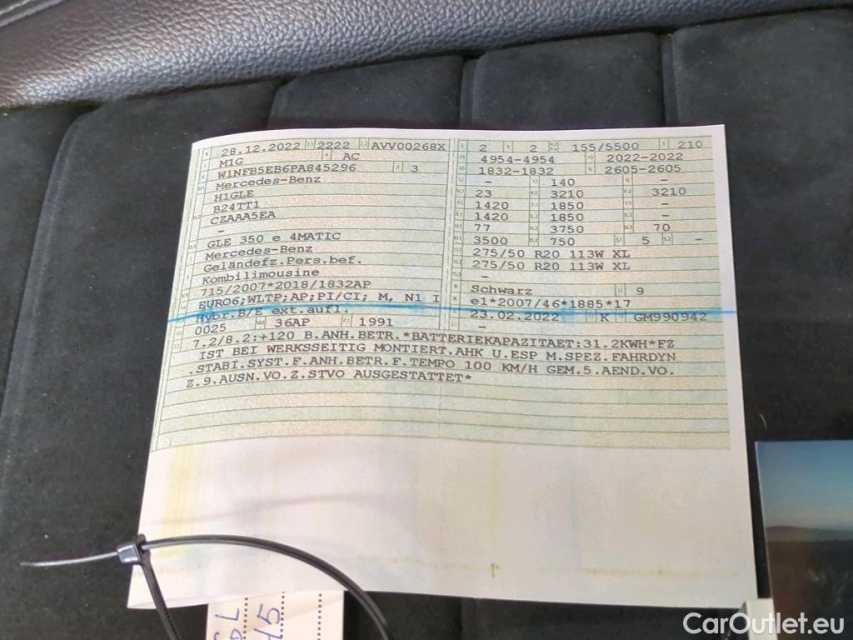 28.12.2022 2222 AVV00268X 2 2 155/5500 210
M1G AC 4954-4954 2022-2022
W1NFB5EB6PA845296 3 1832-1832 2605-2605
Mercedes-Benz - 140 -
H1GLE 23 3210 3210
B24TT1 1420 1850 -
CZAAA5EA 1420 1850 -
- 77 3750 70
GLE 350 e 4MATIC 3500 750 5 -
Mercedes-Benz 275/50 R20 113W XL
Geländefz.Pers.bef. 275/50 R20 113W XL
Kombilimousine -
715/2007*2018/1832AP Schwarz 9
EURO6;WLTP;AP;PI/CI; M, N1 I e1*2007/46*1885*17
Hybr.B/E ext.aufl. 23.02.2022 K GM990942
0025 36AP 1991 -
7.2/8.2;+120 B.ANH.BETR.*BATTERIEKAPAZITAET:31.2KWH*FZ
IST BEI WERKSSEITIG MONTIERT.AHK U.ESP M.SPEZ.FAHRDYN
.STABI.SYST.F.ANH.BETR.F.TEMPO 100 KM/H GEM.5.AEND.VO.
Z.9.AUSN.VO.Z.STVO AUSGESTATTET*
CarOutlet.eu